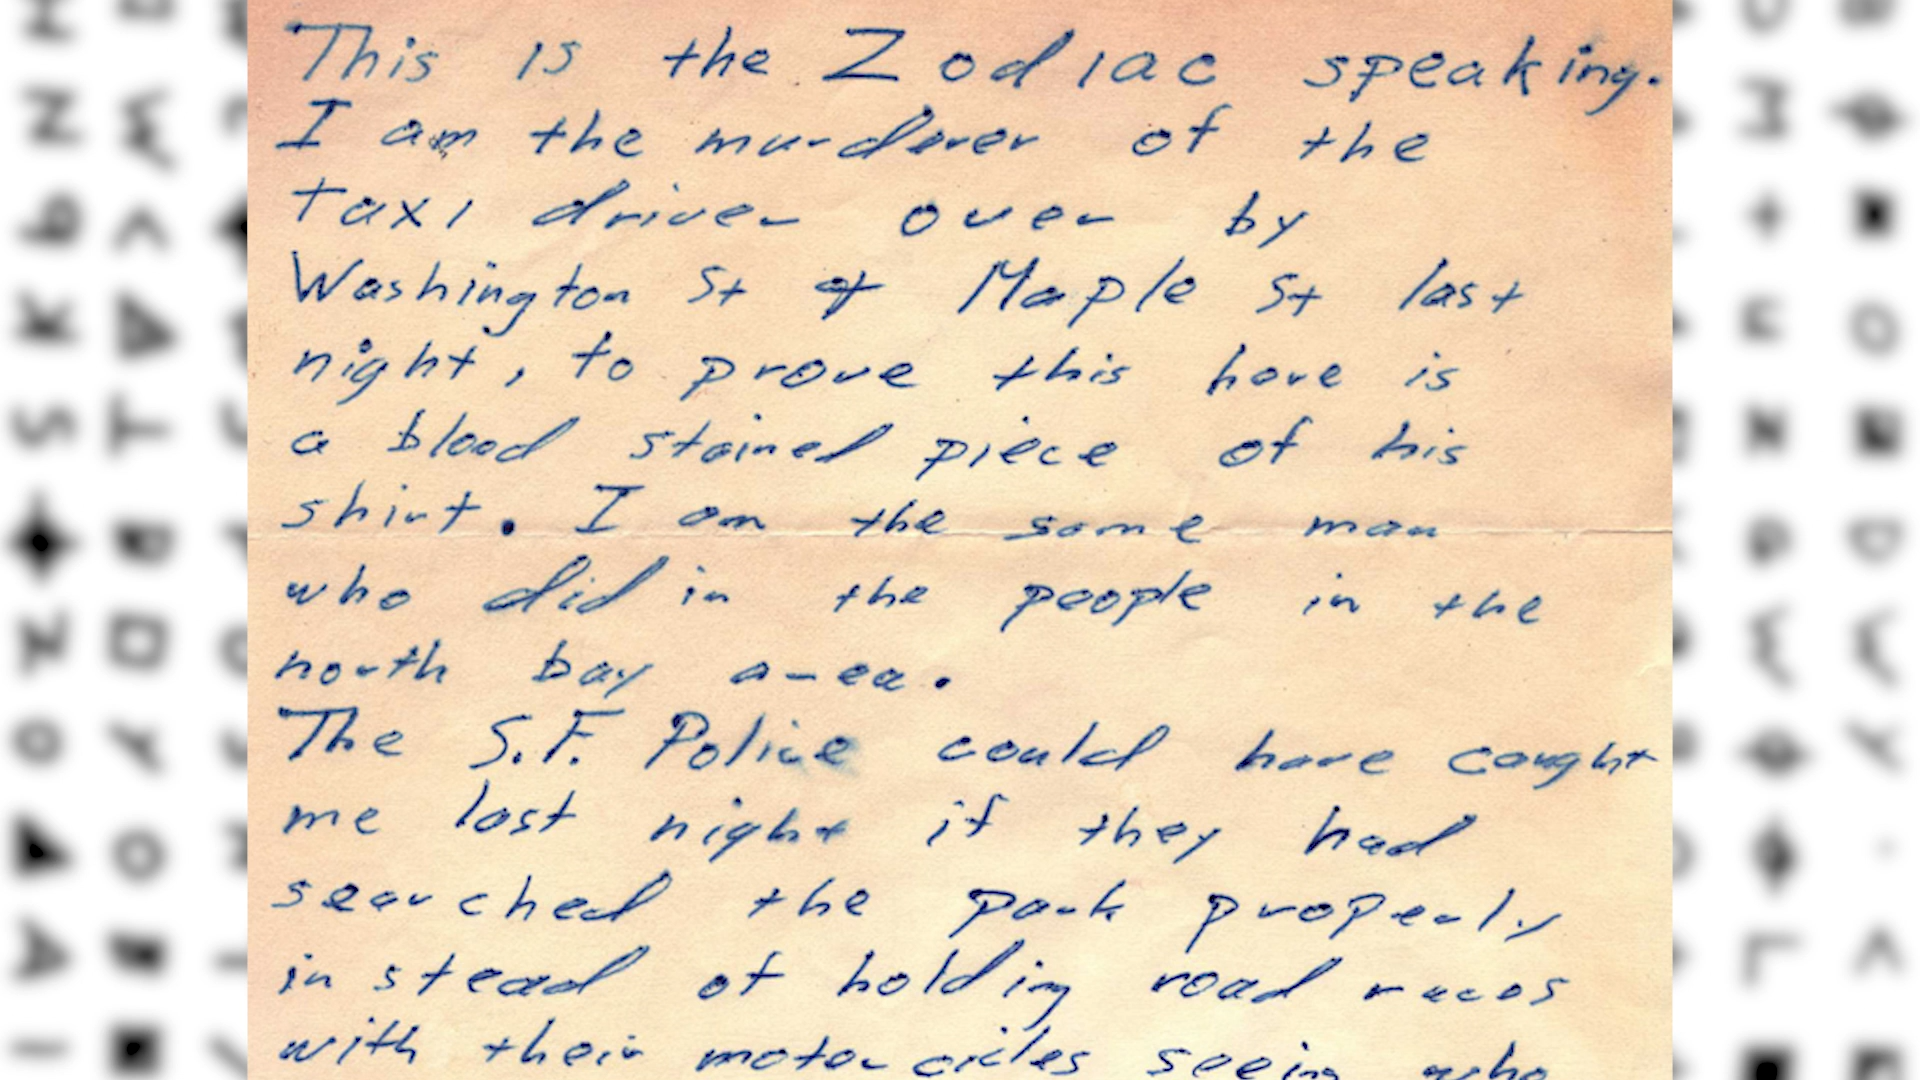 This is the Zodiac speaking.
I am the murderer of the
taxi driver over by
Washington St & Maple St last
night, to prove this here is
a blood stained piece of his
shirt. I am the same man
who did in the people in the
north bay area.
The S.F. Police could have caught
me last night if they had
searched the park properly
in stead of holding road races
with their motorcicles seeing who